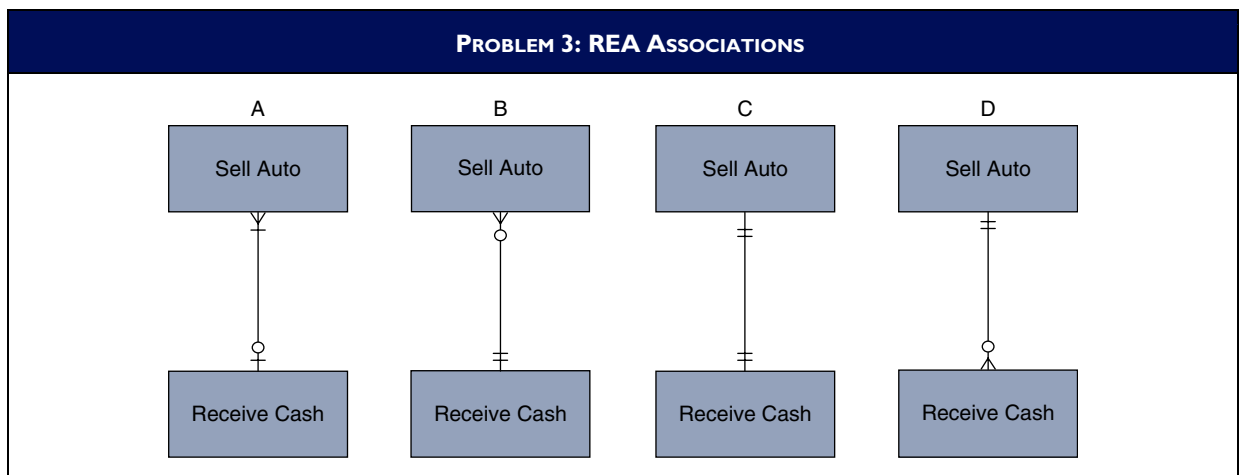 PROBLEM 3: REA ASSOCIATIONS
A B C D
Sell Auto Sell Auto Sell Auto Sell Auto
Receive Cash Receive Cash Receive Cash Receive Cash